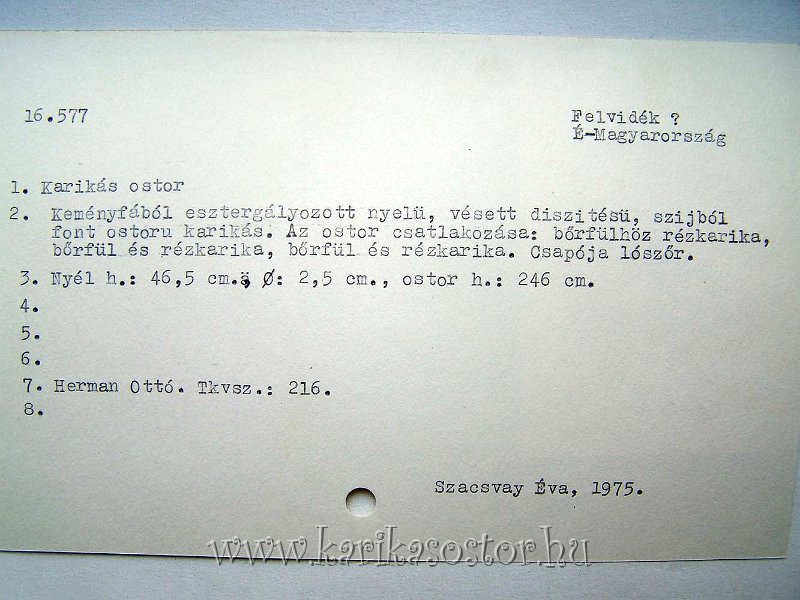 16.577
Felvidék ?
É-Magyarország
1. Karikás ostor
2. Keményfából esztergályozott nyelü, vésett diszitésü, szijból
font ostoru karikás. Az ostor csatlakozása: bőrfülhöz rézkarika,
bőrfül és rézkarika, bőrfül és rézkarika. Csapója lószőr.
3. Nyél h.: 46,5 cm., Ø: 2,5 cm., ostor h.: 246 cm.
4.
5.
6.
7. Herman Ottó. Tkvsz.: 216.
8.
Szacsvay Éva, 1975.
www.karikasostor.hu